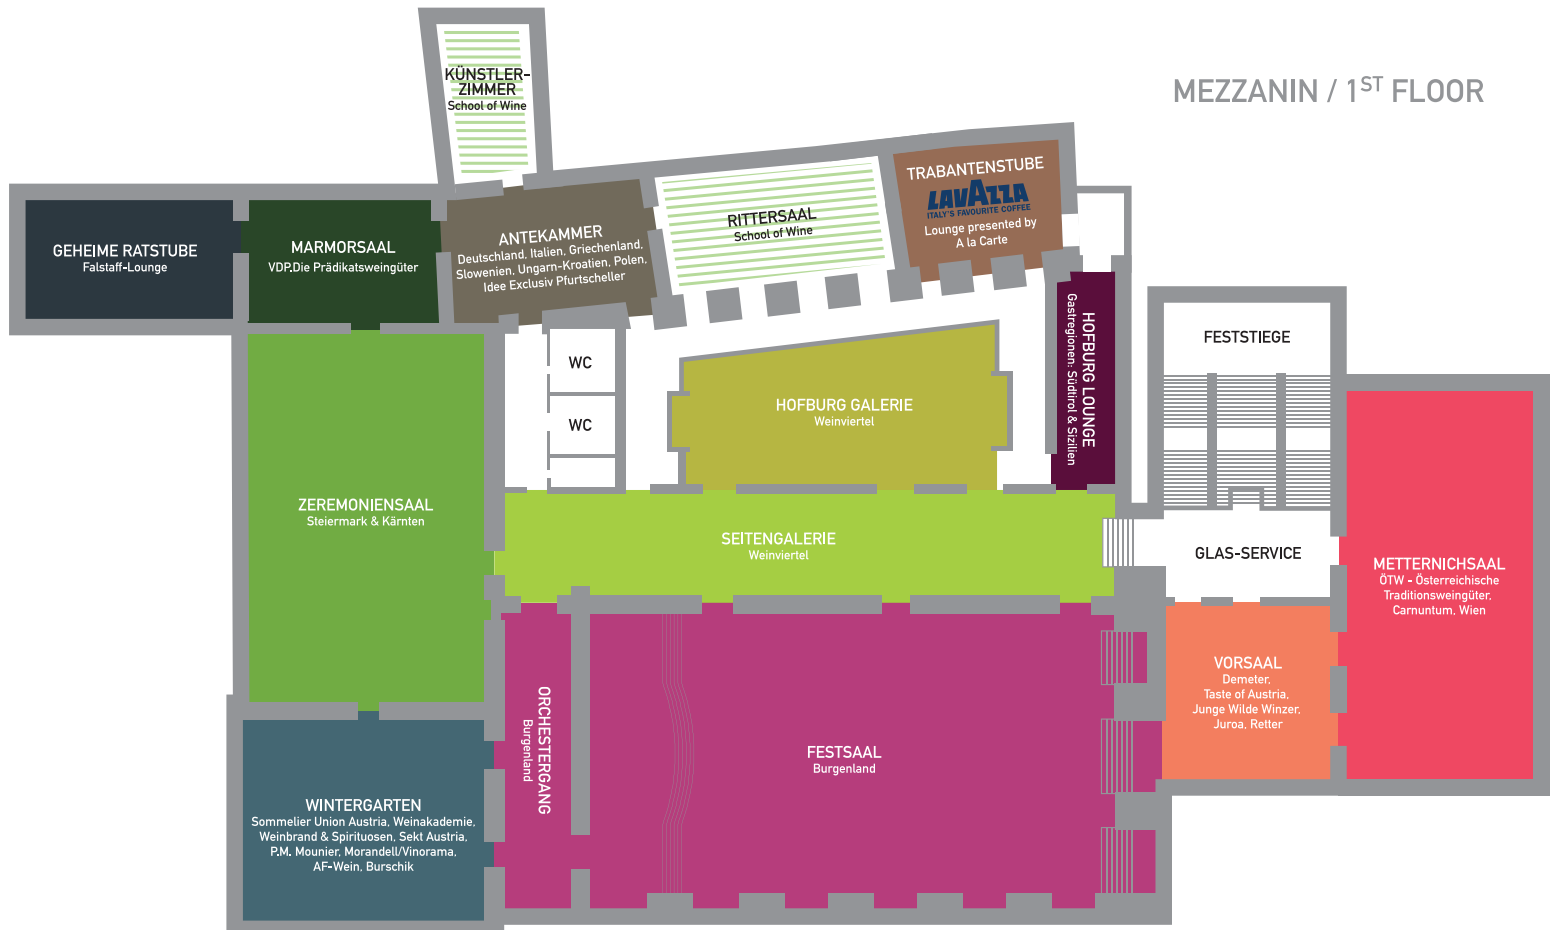 MEZZANIN / 1ST FLOOR
KÜNSTLER-
ZIMMER
School of Wine
GEHEIME RATSTUBE
Falstaff-Lounge
MARMORSAAL
VDP.Die Prädikatsweingüter
ANTEKAMMER
Deutschland, Italien, Griechenland,
Slowenien, Ungarn-Kroatien, Polen,
Idee Exclusiv Pfurtscheller
RITTERSAAL
School of Wine
TRABANTENSTUBE
LAVAZZA
ITALY'S FAVOURITE COFFEE
Lounge presented by
A la Carte
HOFBURG LOUNGE
Gastregionen: Südtirol & Sizilien
FESTSTIEGE
WC
WC
HOFBURG GALERIE
Weinviertel
ZEREMONIENSAAL
Steiermark & Kärnten
SEITENGALERIE
Weinviertel
GLAS-SERVICE
METTERNICHSAAL
ÖTW - Österreichische
Traditionsweingüter,
Carnuntum, Wien
VORSAAL
Demeter,
Taste of Austria,
Junge Wilde Winzer,
Juroa, Retter
ORCHESTERGANG
Burgenland
FESTSAAL
Burgenland
WINTERGARTEN
Sommelier Union Austria, Weinakademie,
Weinbrand & Spirituosen, Sekt Austria,
P.M. Mounier, Morandell/Vinorama,
AF-Wein, Burschik